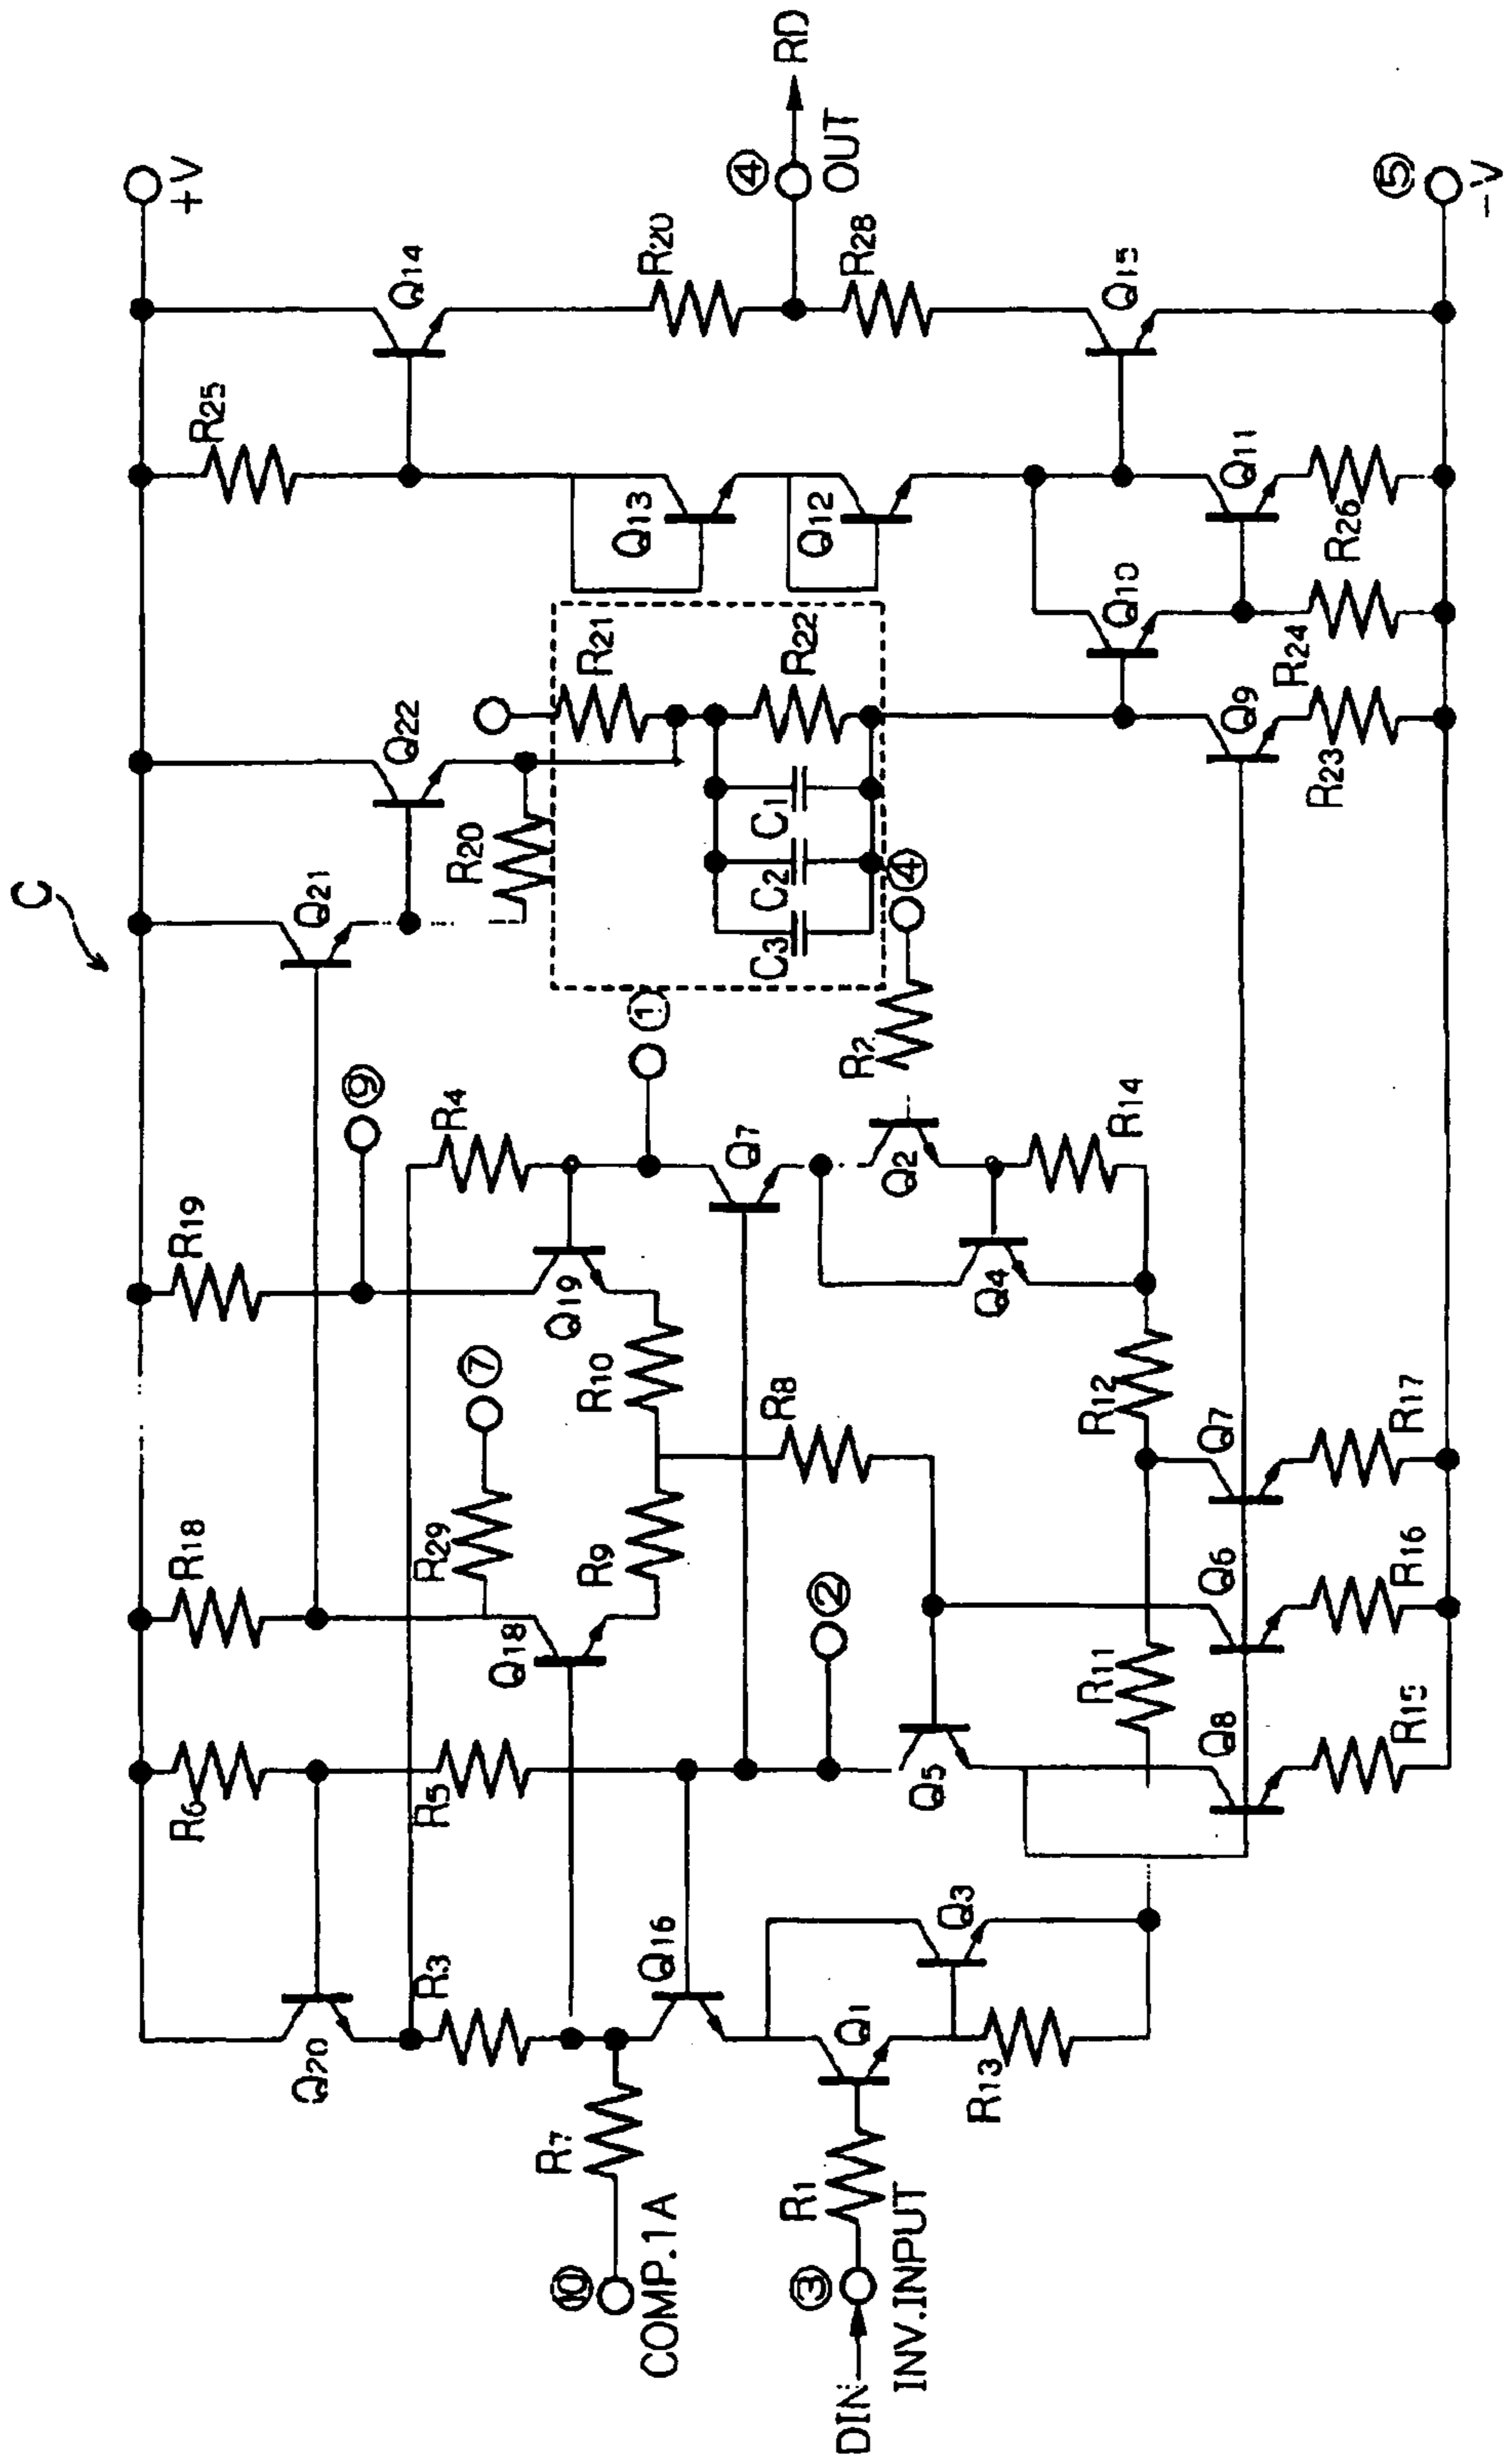 C
+V
R19
R18
R6
R25
Q14
Q22
Q21
Q20
⑨
R4
R29
⑦
R5
R3
R20
④
OUT
RD
R28
Q13
Q12
R21
R22
R20
C1
C2
C3
④
①
Q19
Q18
R10
R9
R8
Q7
R7
⑩
COMP.1A
Q16
②
Q2
Q4
R14
Q5
Q3
Q1
R1
③
DIN
INV.INPUT
R13
R12
R11
Q15
Q10
Q11
Q9
R24
R26
R23
Q7
Q6
Q8
R17
R16
R15
⑤
-V